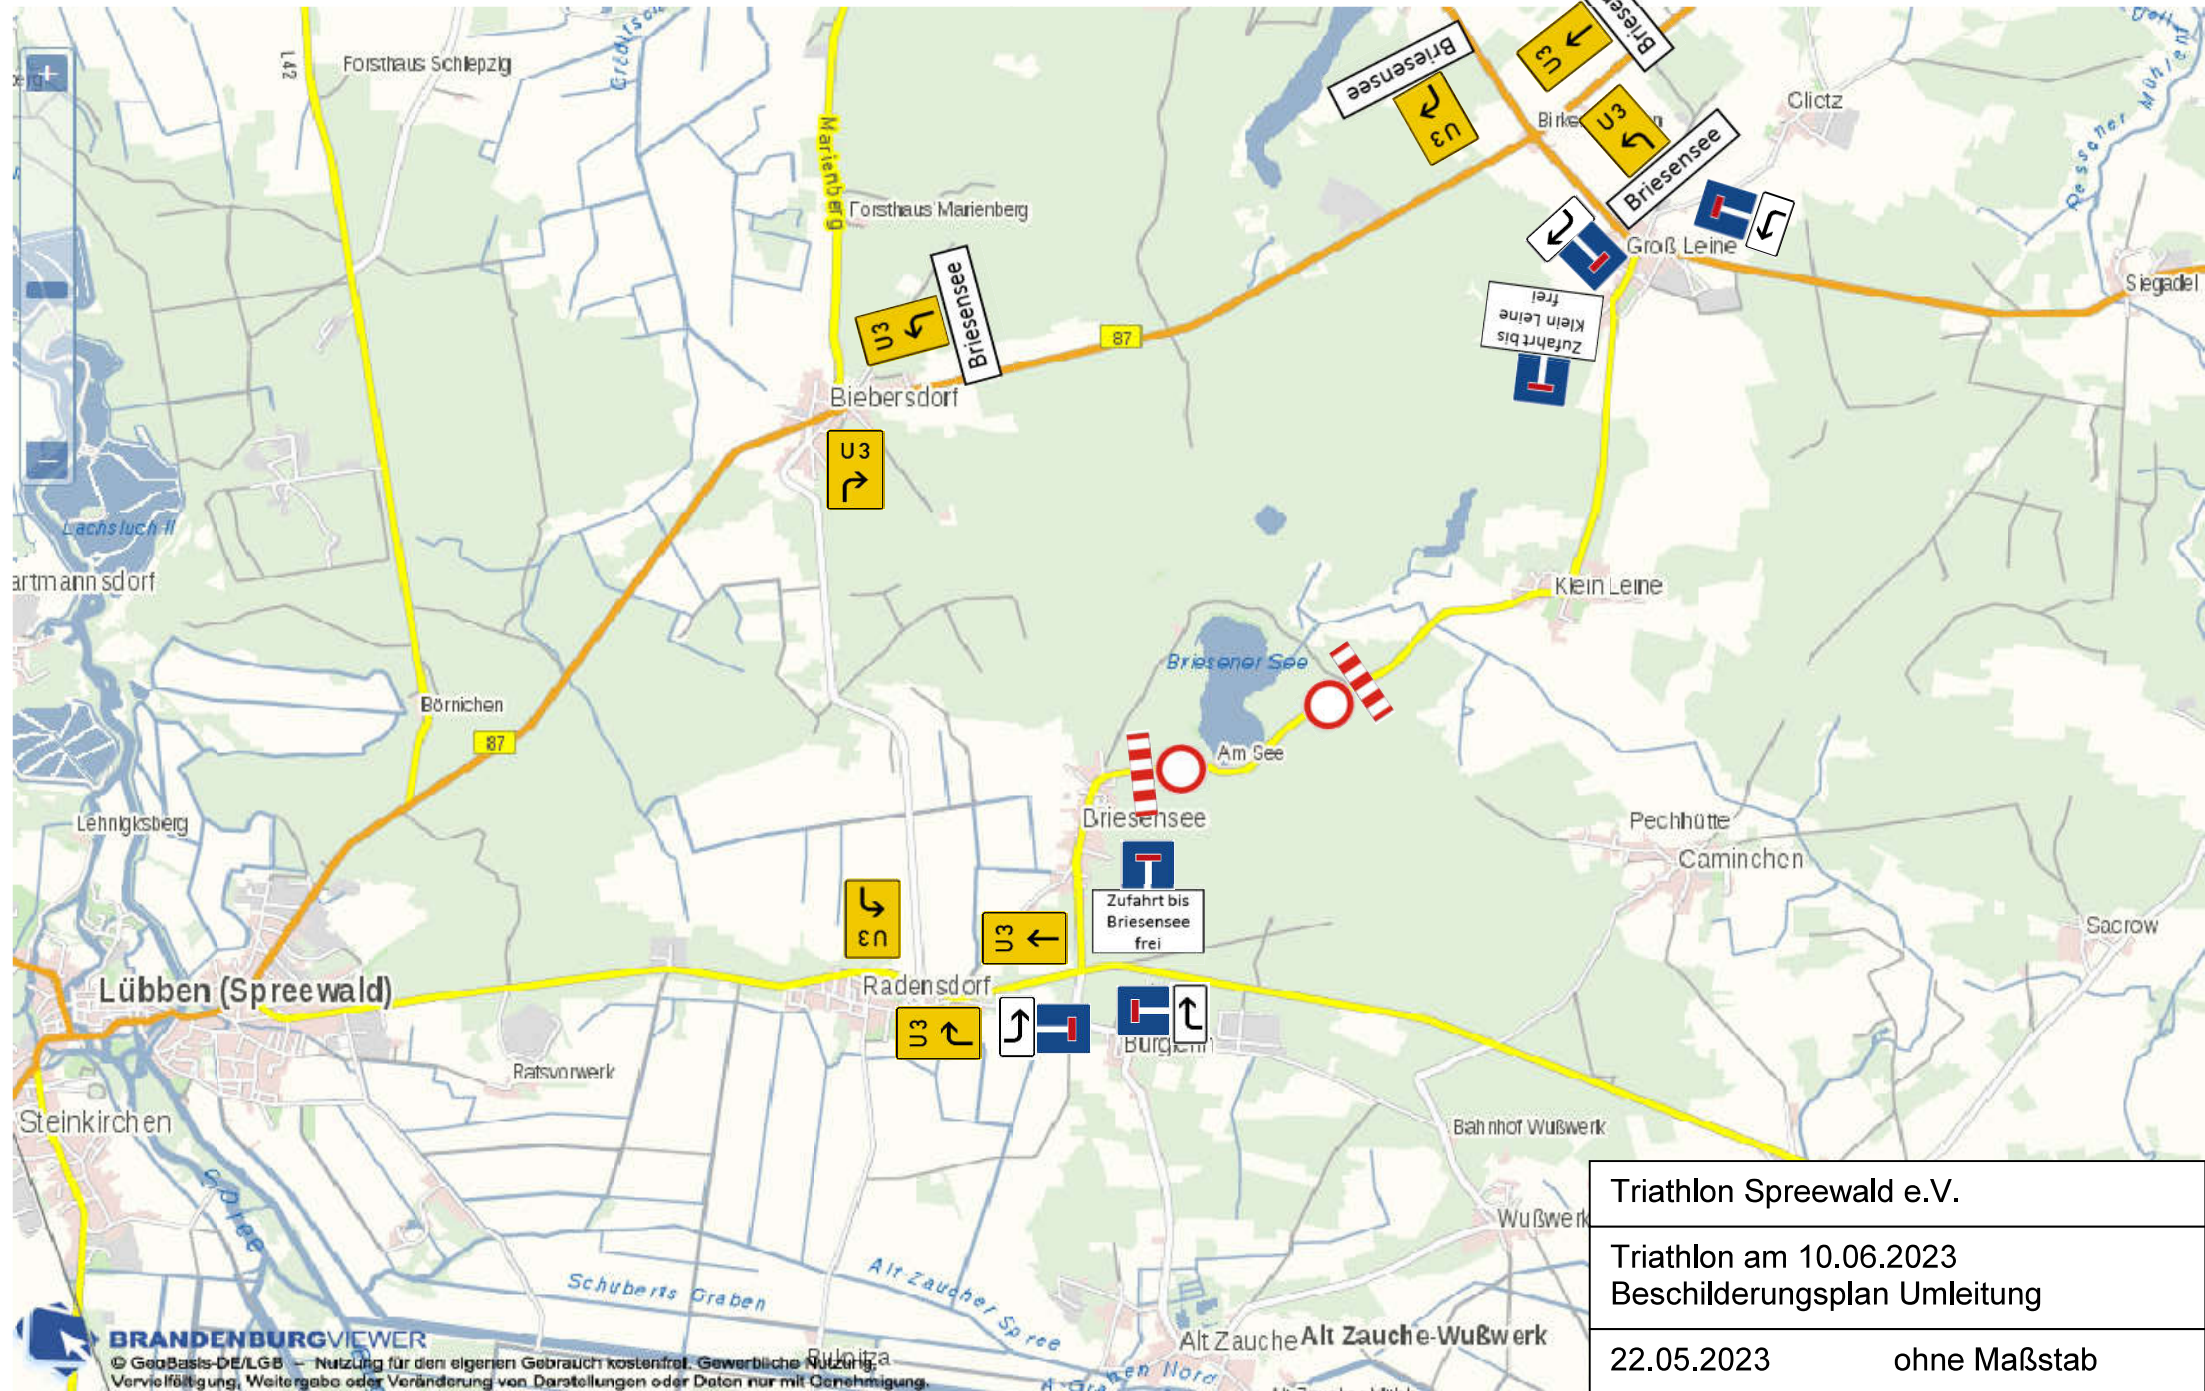 L42
Forsthaus Schlepzig
Marienberg
Forsthaus Marienberg
Briesensee
U3
U3
Briesensee
U3
Glietz
Briesensee
Groß Leine
Siegadel
Zufahrt bis
Klein Leine
frei
U3
Briesensee
87
Biebersdorf
U3
Lachsluch II
artmannsdorf
Klein Leine
Briesener See
Börnichen
87
Am See
Briesensee
Lehnigksberg
Pechhütte
Caminchen
Zufahrt bis
Briesensee
frei
U3
U3
Sacrow
Lübben (Spreewald)
Radensdorf
U3
Ratsvorwerk
Steinkirchen
Bahnhof Wußwerk
Spree
Wußwerk
Schuberts Graben
Alt Zaucher Spree
Alt Zauche
Alt Zauche-Wußwerk
Triathlon Spreewald e.V.
Triathlon am 10.06.2023
Beschilderungsplan Umleitung
22.05.2023 ohne Maßstab
BRANDENBURGVIEWER
© GeoBasis-DE/LGB – Nutzung für den eigenen Gebrauch kostenfrei. Gewerbliche Nutzung,
Vervielfältigung, Weitergabe oder Veränderung von Darstellungen oder Daten nur mit Genehmigung.